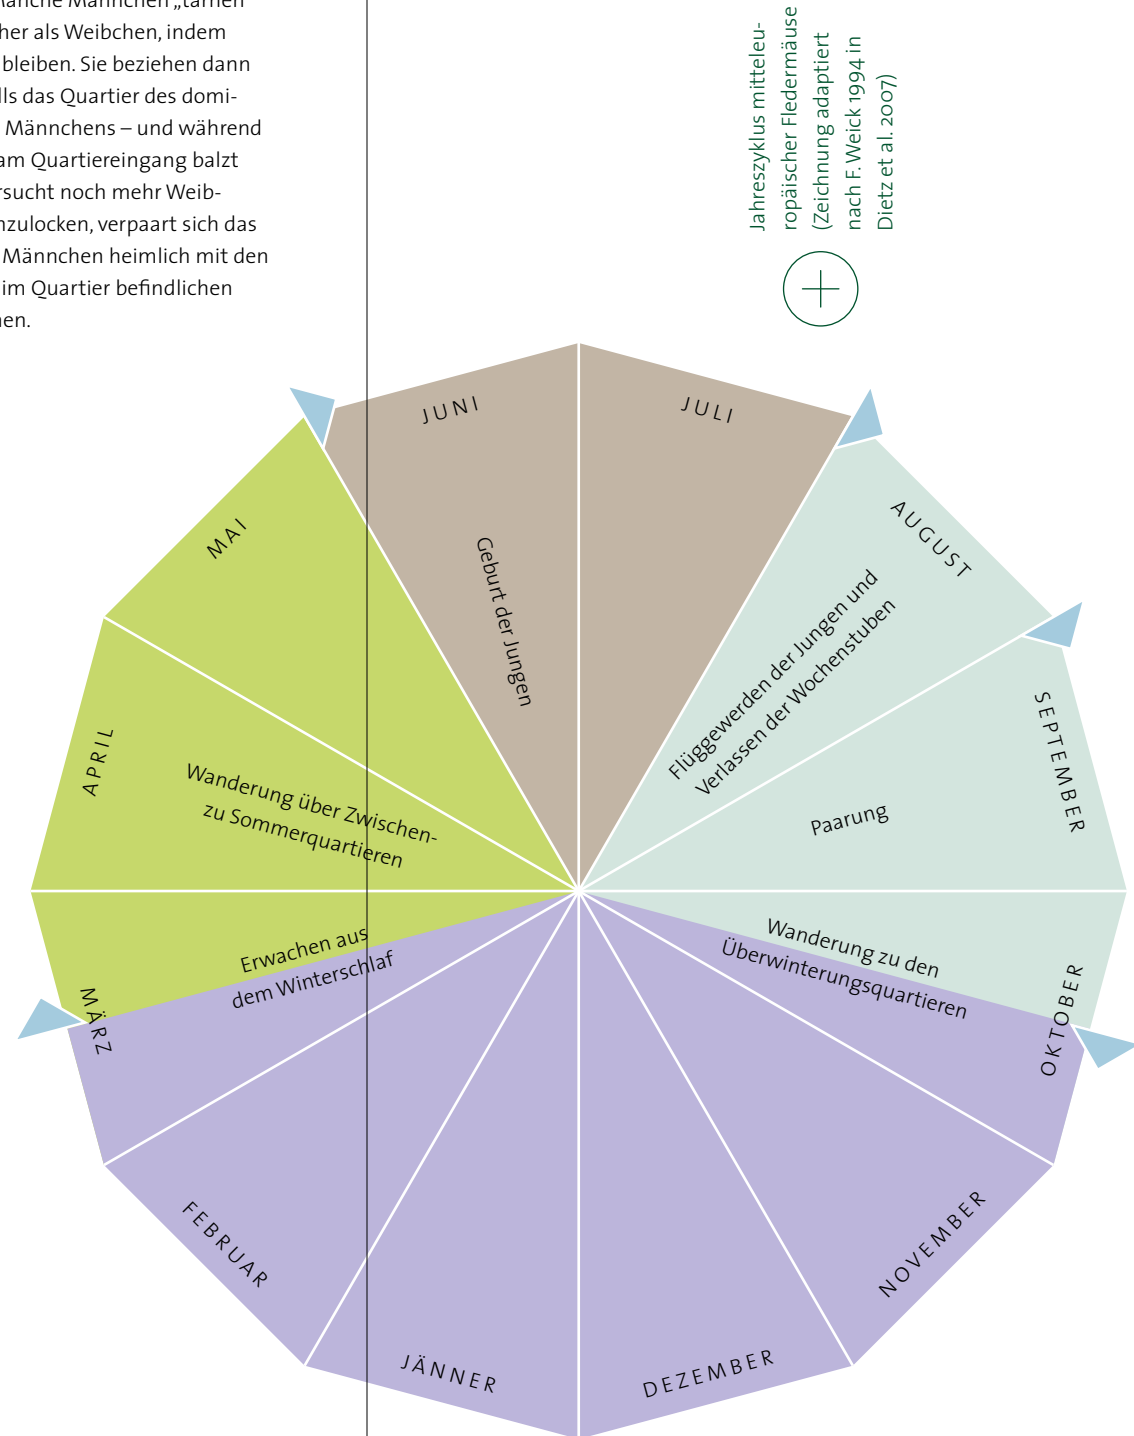 Manche Männchen „tarnen
her als Weibchen, indem
bleiben. Sie beziehen dann
lls das Quartier des domi-
Männchens – und während
am Quartiereingang balzt
rsucht noch mehr Weib-
nzulocken, verpaart sich das
Männchen heimlich mit den
im Quartier befindlichen
nen.
Jahreszyklus mitteleu-
ropäischer Fledermäuse
(Zeichnung adaptiert
nach F. Weick 1994 in
Dietz et al. 2007)
JUNI
JULI
MAI
AUGUST
Geburt der Jungen
Flüggewerden der Jungen und
Verlassen der Wochenstuben
APRIL
SEPTEMBER
Wanderung über Zwischen-
zu Sommerquartieren
Paarung
Erwachen aus
dem Winterschlaf
Wanderung zu den
Überwinterungsquartieren
MÄRZ
OKTOBER
FEBRUAR
NOVEMBER
JÄNNER
DEZEMBER